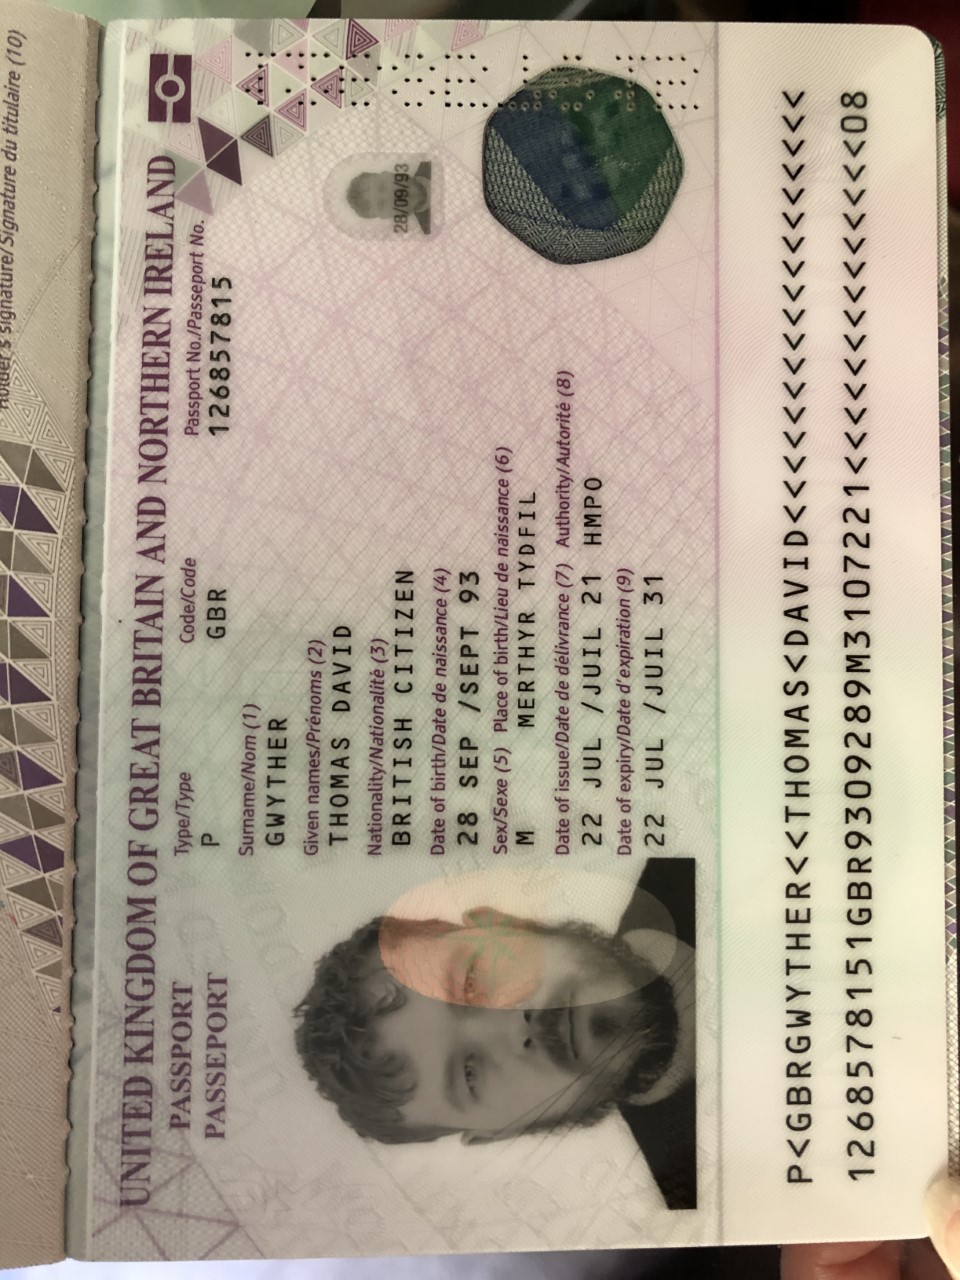 Holder's signature/Signature du titulaire (10)
UNITED KINGDOM OF GREAT BRITAIN AND NORTHERN IRELAND
PASSPORT
PASSEPORT
Type/Type Code/Code Passport No./Passeport No.
P GBR 126857815
Surname/Nom (1)
GWYTHER
Given names/Prénoms (2)
THOMAS DAVID
Nationality/Nationalité (3)
BRITISH CITIZEN
Date of birth/Date de naissance (4)
28 SEP /SEPT 93
Sex/Sexe (5) Place of birth/Lieu de naissance (6)
M MERTHYR TYDFIL
Date of issue/Date de délivrance (7) Authority/Autorité (8)
22 JUL /JUIL 21 HMPO
Date of expiry/Date d'expiration (9)
22 JUL /JUIL 31
28/09/93
P<GBRGWYTHER<<THOMAS<DAVID<<<<<<<<<<<<<<<<<<
1268578151GBR9309289M3107221<<<<<<<<<<<<<<08